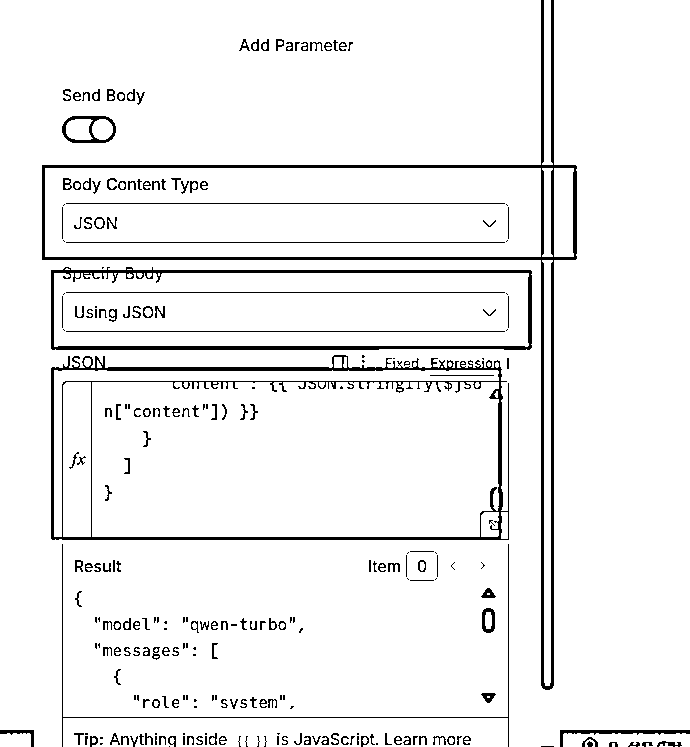 Add Parameter
Send Body
Body Content Type
JSON
Specify Body
Using JSON
JSON
Fixed Expression
content": {{ JSON.stringify($jso
n["content"]) }}
}
]
}
fx
Result
Item 0
{
"model": "qwen-turbo",
"messages": [
{
"role": "system",
Tip: Anything inside {{ }} is JavaScript. Learn more